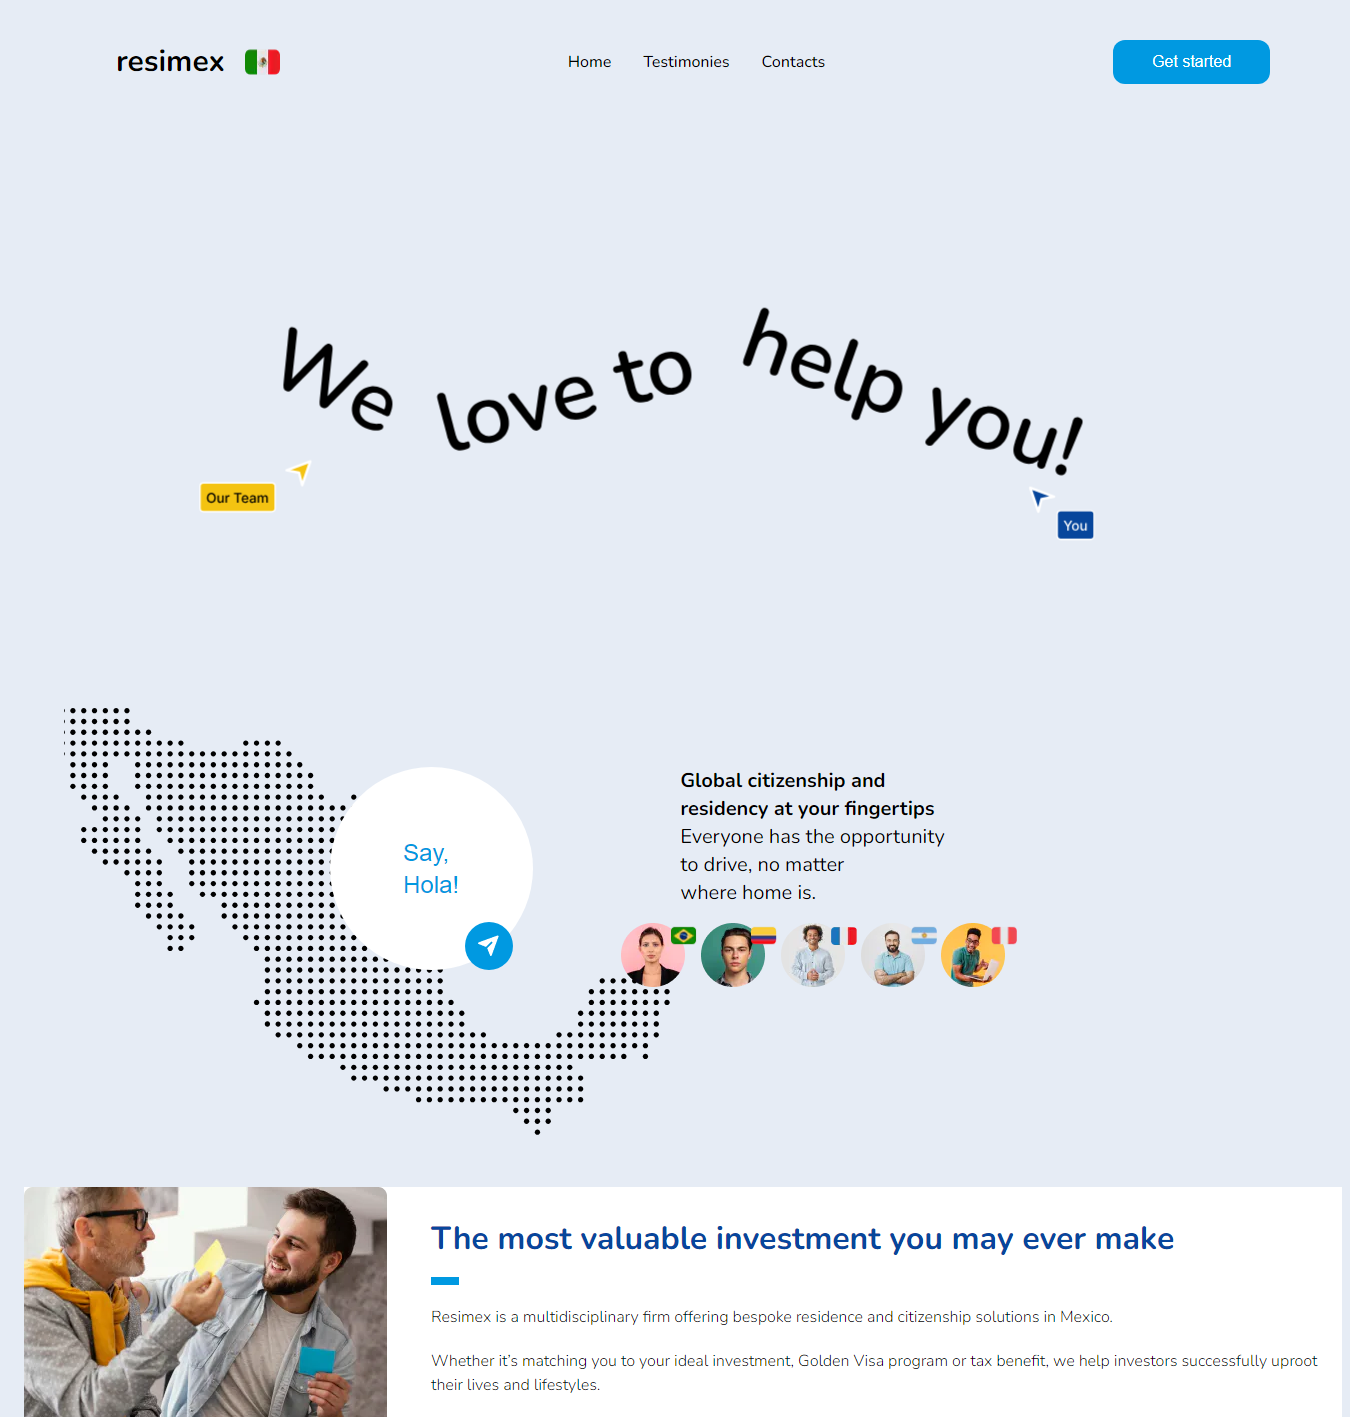 resimex
Home Testimonies Contacts
Get started
We love to help you!
Our Team
You
Say,
Hola!
Global citizenship and
residency at your fingertips
Everyone has the opportunity
to drive, no matter
where home is.
The most valuable investment you may ever make
Resimex is a multidisciplinary firm offering bespoke residence and citizenship solutions in Mexico.
Whether it’s matching you to your ideal investment, Golden Visa program or tax benefit, we help investors successfully uproot
their lives and lifestyles.